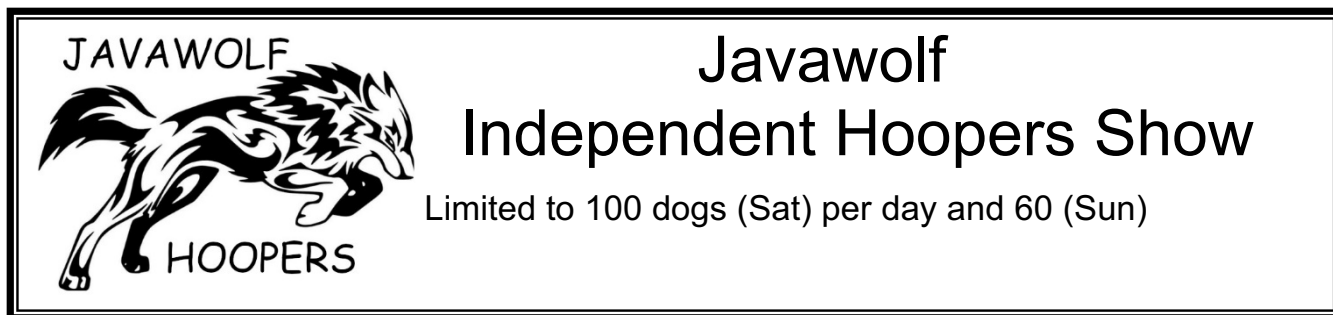 JAVAWOLF
HOOPERS
Javawolf
Independent Hoopers Show
Limited to 100 dogs (Sat) per day and 60 (Sun)